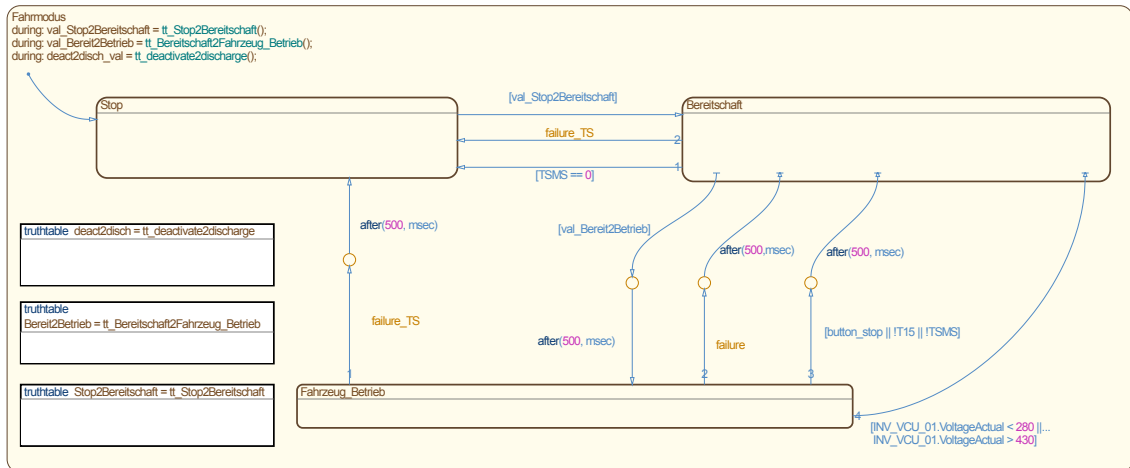 Fahrmodus
during: val_Stop2Bereitschaft = tt_Stop2Bereitschaft();
during: val_Bereit2Betrieb = tt_Bereitschaft2Fahrzeug_Betrieb();
during: deact2disch_val = tt_deactivate2discharge();
Stop
[val_Stop2Bereitschaft]
Bereitschaft
failure_TS
2
1
[TSMS == 0]
after(500, msec)
[val_Bereit2Betrieb]
after(500,msec)
after(500, msec)
truthtable deact2disch = tt_deactivate2discharge
truthtable
Bereit2Betrieb = tt_Bereitschaft2Fahrzeug_Betrieb
failure_TS
after(500, msec)
failure
[button_stop || !T15 || !TSMS]
1
2
3
truthtable Stop2Bereitschaft = tt_Stop2Bereitschaft
Fahrzeug_Betrieb
4
[INV_VCU_01.VoltageActual < 280 ||...
INV_VCU_01.VoltageActual > 430]